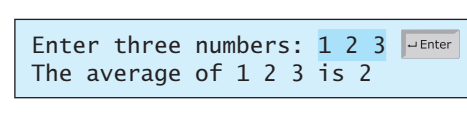 Enter three numbers: 1 2 3 ↵Enter
The average of 1 2 3 is 2